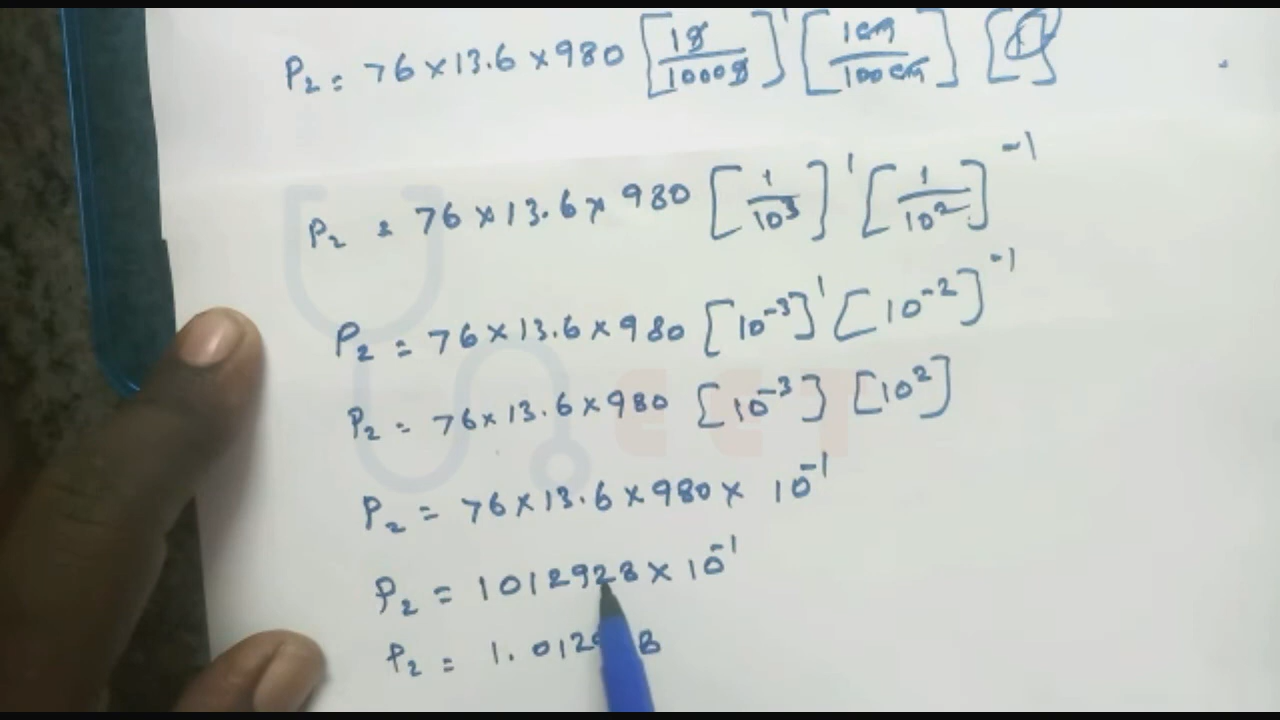 P₂ = 76 × 13.6 × 980 [1g/1000g]¹ [1cm/100cm] [1]
P₂ = 76 × 13.6 × 980 [1/10³]¹ [1/10²]⁻¹
P₂ = 76 × 13.6 × 980 [10⁻³]¹ [10⁻²]⁻¹
P₂ = 76 × 13.6 × 980 [10⁻³] [10²]
EET
P₂ = 76 × 13.6 × 980 × 10⁻¹
P₂ = 1012928 × 10⁻¹
P₂ = 1.012